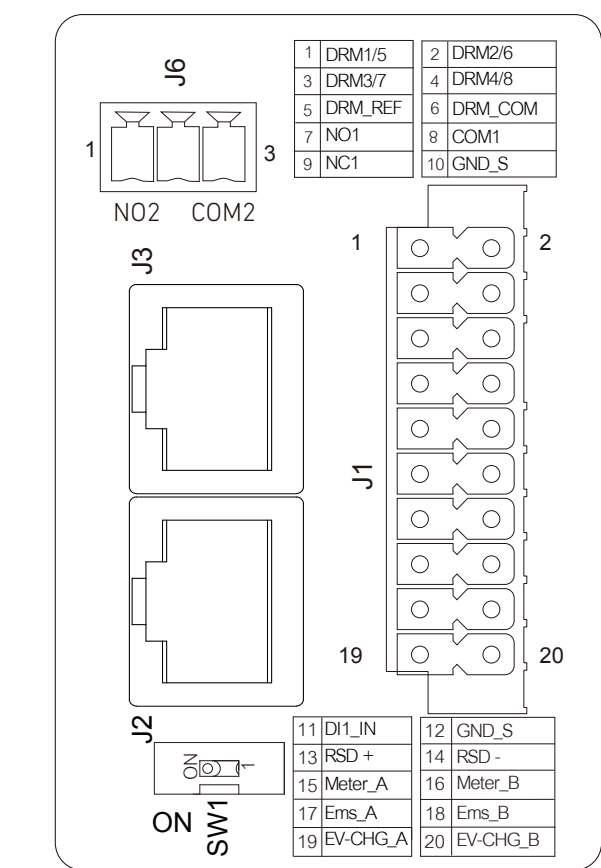 J6
1 DRM1/5 2 DRM2/6
3 DRM3/7 4 DRM4/8
5 DRM_REF 6 DRM_COM
7 NO1 8 COM1
9 NC1 10 GND_S
1 3
NO2 COM2
J3
1 2
J1
19 20
J2
ON 1
ON SW1
11 DI1_IN 12 GND_S
13 RSD + 14 RSD -
15 Meter_A 16 Meter_B
17 Ems_A 18 Ems_B
19 EV-CHG_A 20 EV-CHG_B